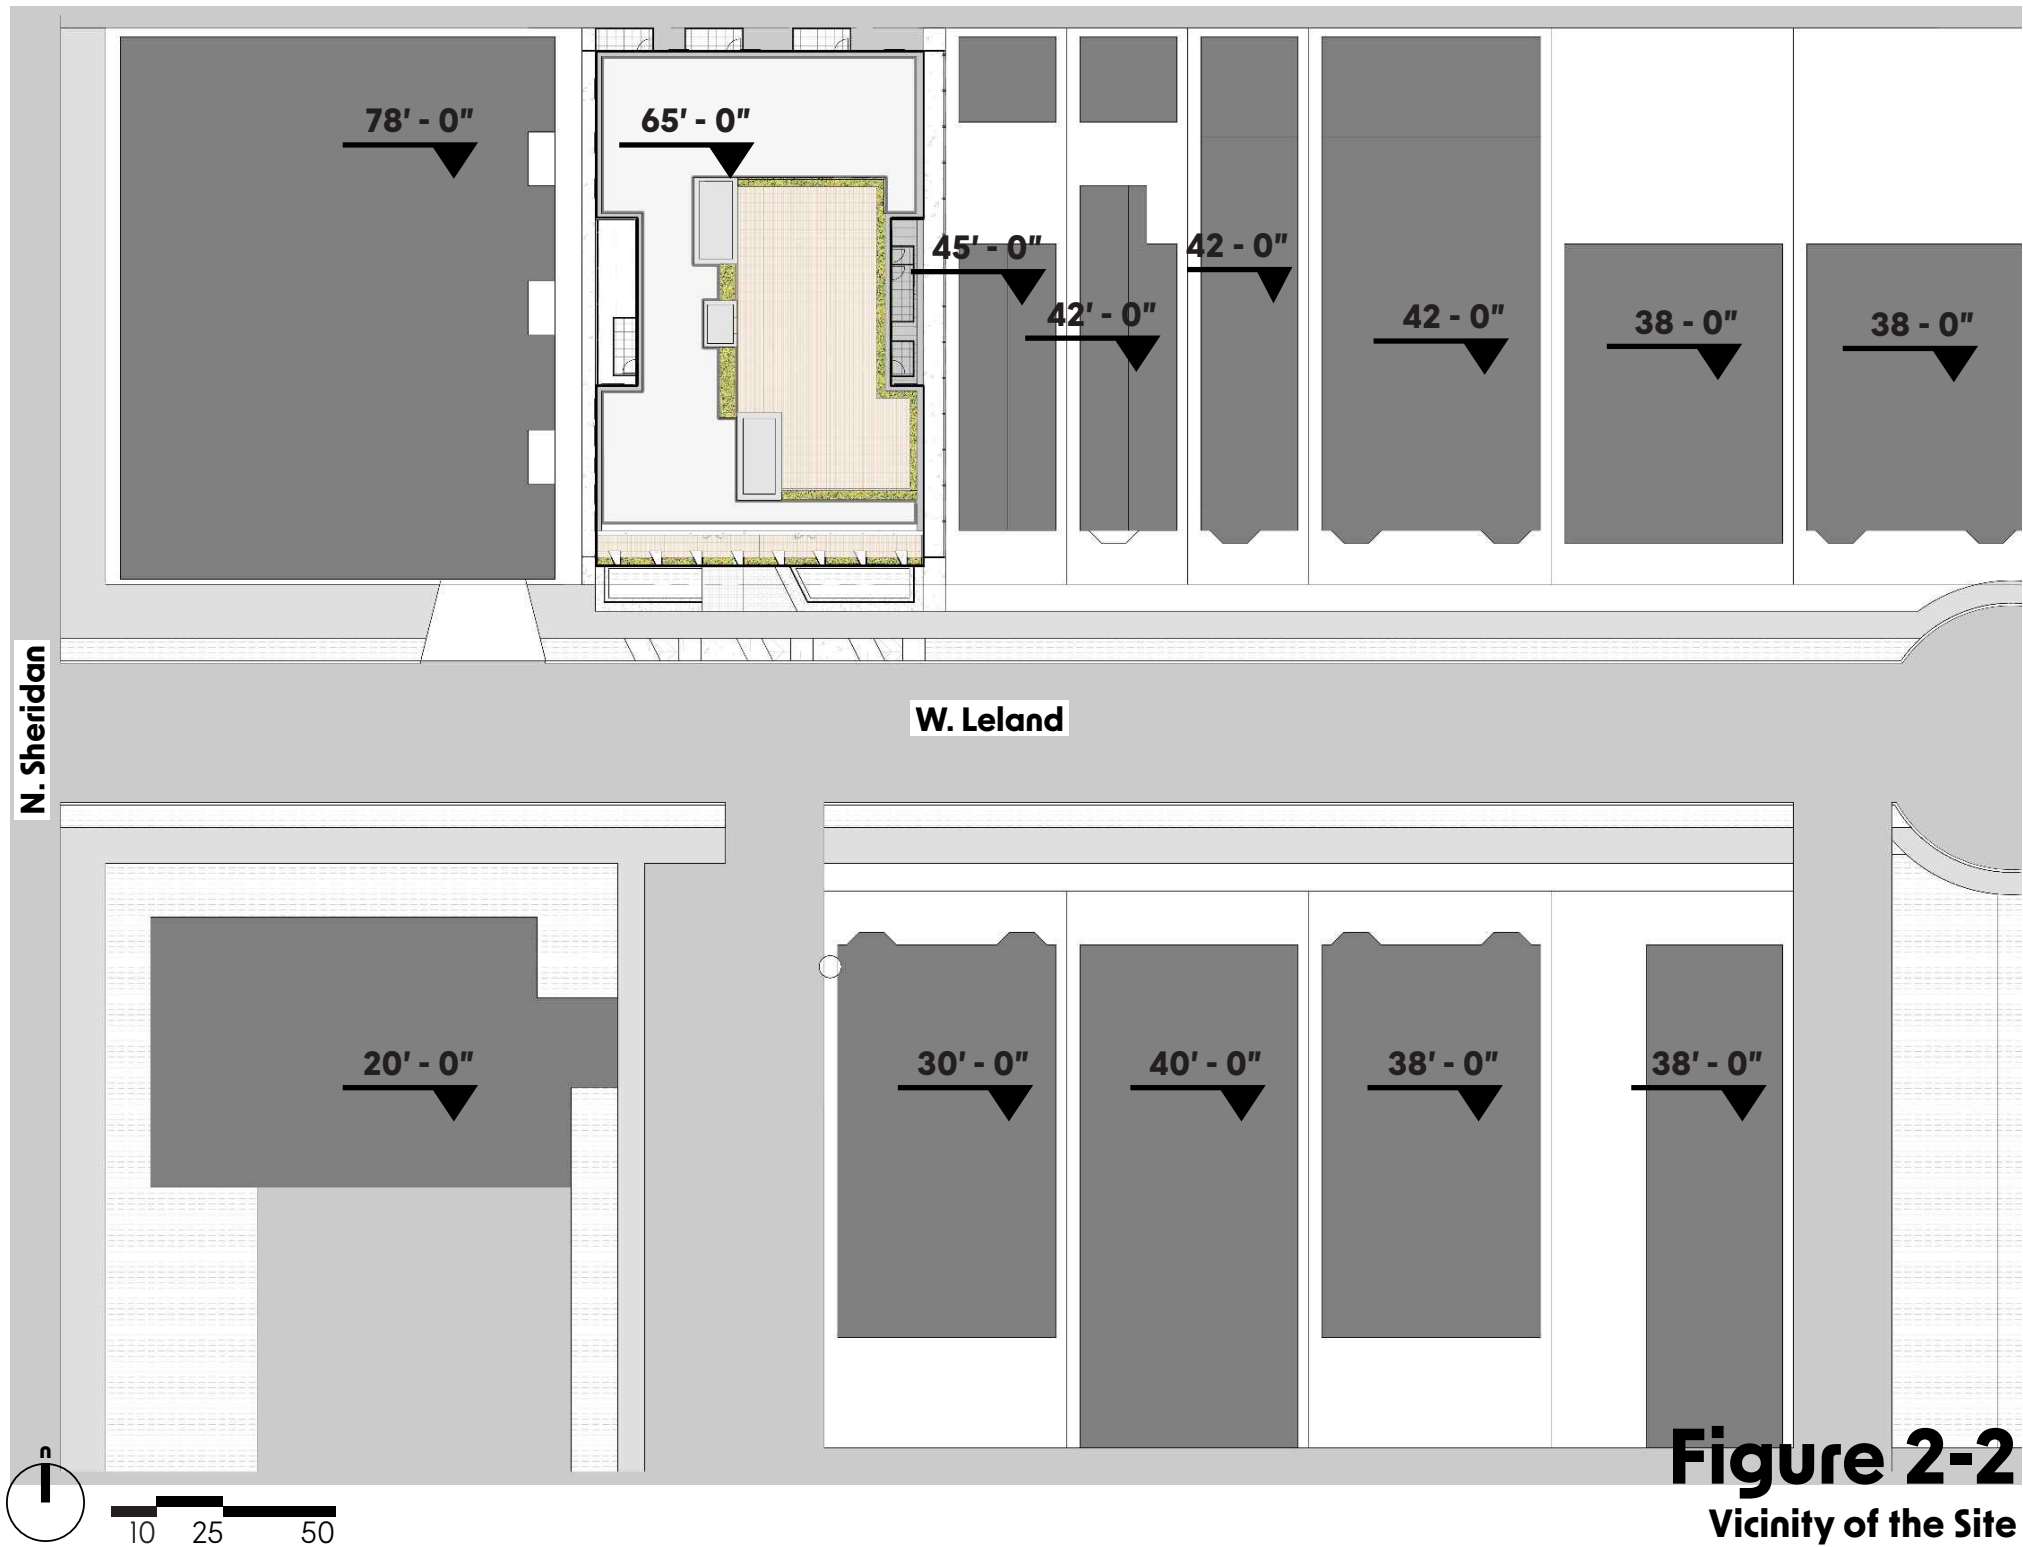 78' - 0"
65' - 0"
45' - 0"
42' - 0"
42 - 0"
42 - 0"
38 - 0"
38 - 0"
N. Sheridan
W. Leland
20' - 0"
30' - 0"
40' - 0"
38' - 0"
38' - 0"
n
10 25 50
Figure 2-2
Vicinity of the Site